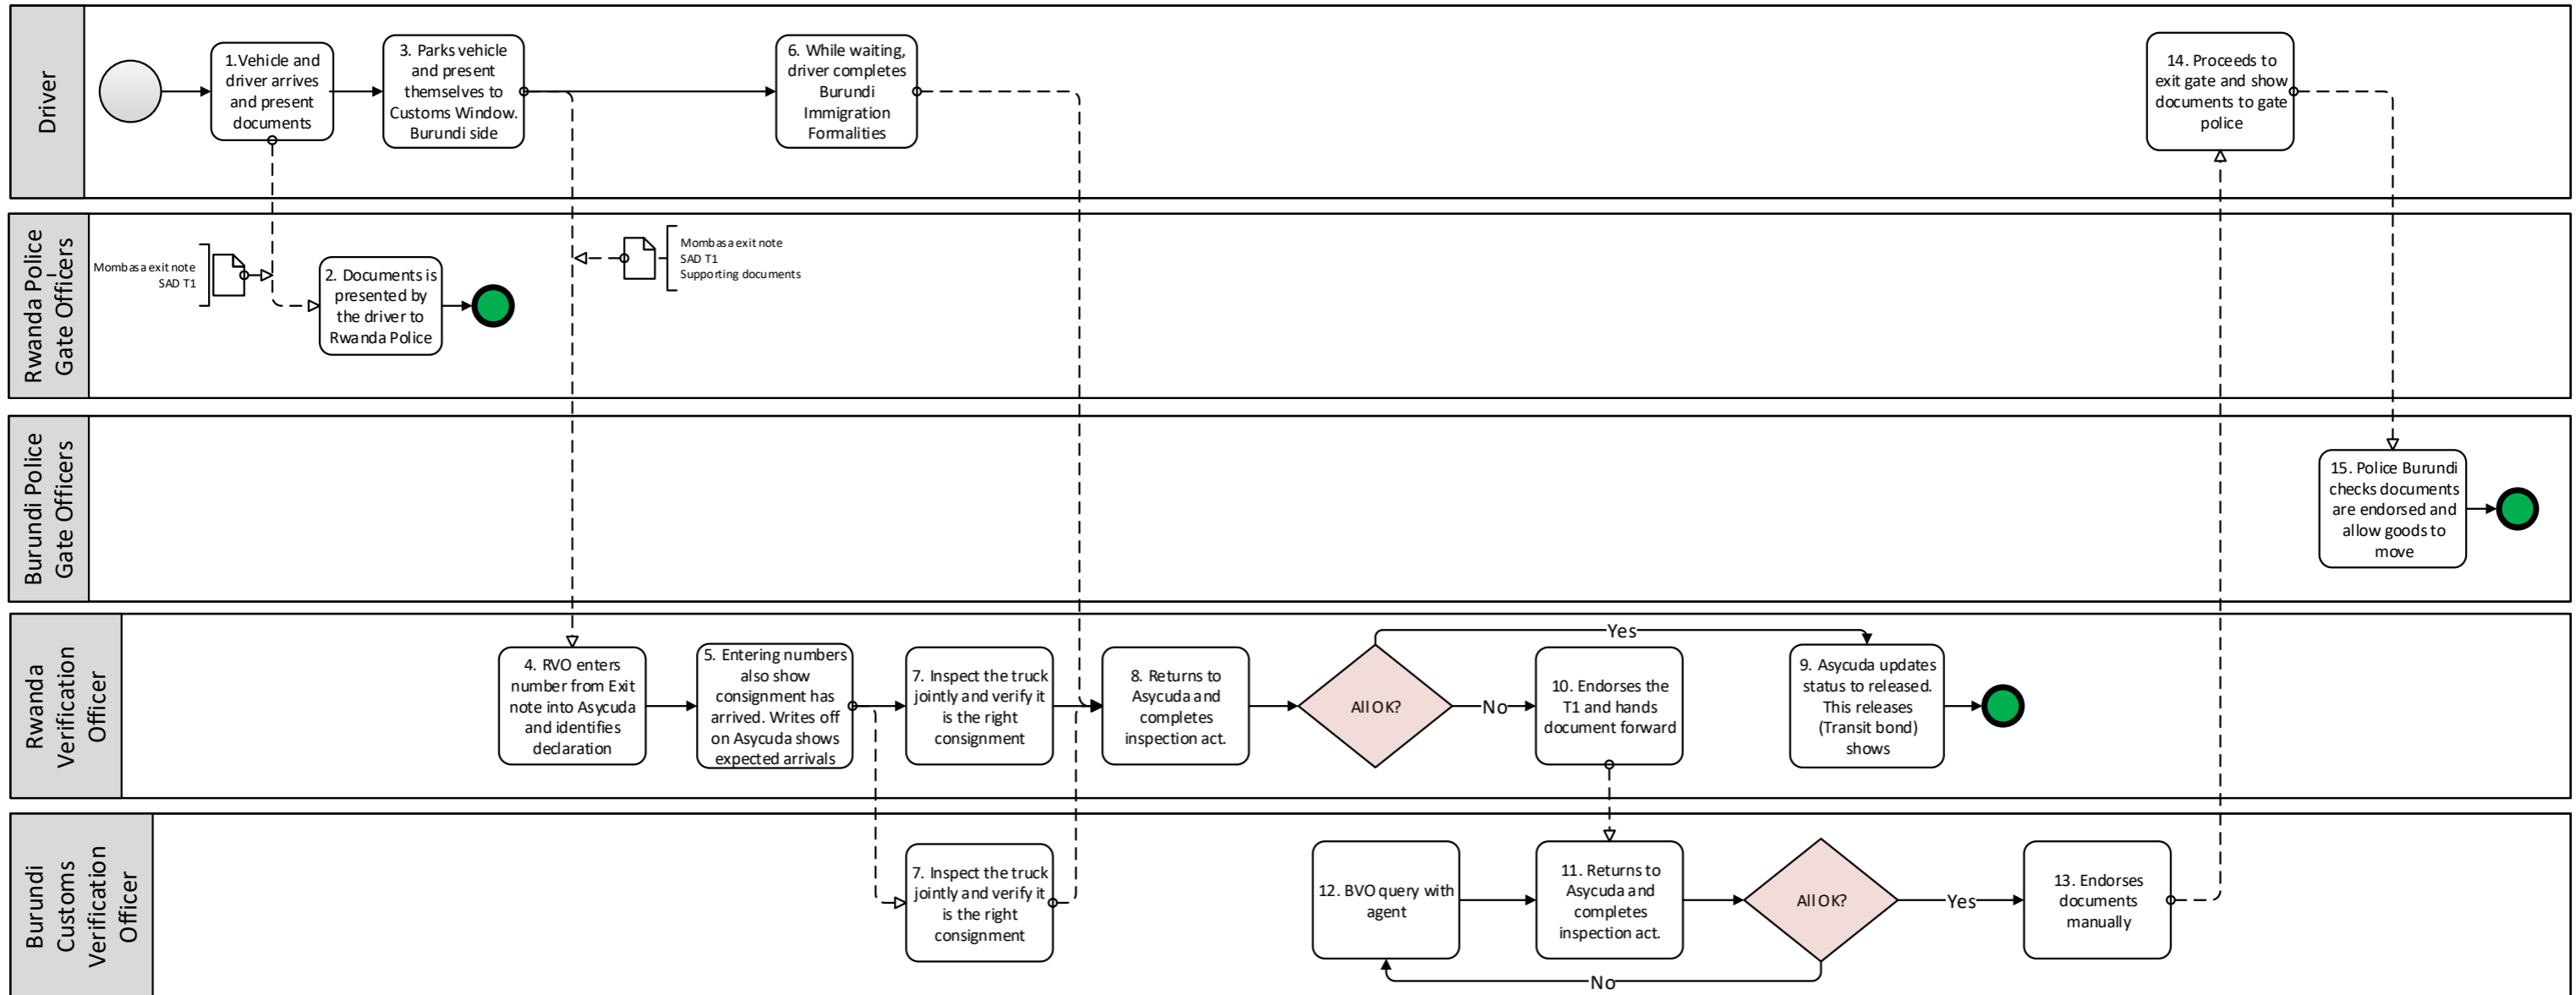 Driver
1.Vehicle and
driver arrives
and present
documents
3. Parks vehicle
and present
themselves to
Customs Window.
Burundi side
6. While waiting,
driver completes
Burundi
Immigration
Formalities
14. Proceeds to
exit gate and show
documents to gate
police
Rwanda Police
Gate Officers
Mombasa exit note
SAD T1
2. Documents is
presented by
the driver to
Rwanda Police
Mombasa exit note
SAD T1
Supporting documents
Burundi Police
Gate Officers
15. Police Burundi
checks documents
are endorsed and
allow goods to
move
Rwanda
Verification
Officer
4. RVO enters
number from Exit
note into Asycuda
and identifies
declaration
5. Entering numbers
also show
consignment has
arrived. Writes off
on Asycuda shows
expected arrivals
7. Inspect the truck
jointly and verify it
is the right
consignment
8. Returns to
Asycuda and
completes
inspection act.
All OK?
Yes
No
10. Endorses the
T1 and hands
document forward
9. Asycuda updates
status to released.
This releases
(Transit bond)
shows
Burundi
Customs
Verification
Officer
7. Inspect the truck
jointly and verify it
is the right
consignment
12. BVO query with
agent
11. Returns to
Asycuda and
completes
inspection act.
All OK?
Yes
No
13. Endorses
documents
manually